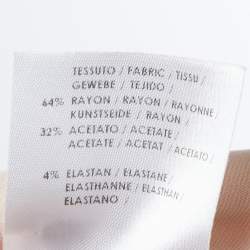 TESSUTO / FABRIC / TISSU /
GEWEBE / TEJIDO /
64% RAYON / RAYON / RAYONNE /
KUNSTSEIDE / RAYON /
32% ACETATO / ACETATE /
ACETATE / ACETAT / ACETATO /
4% ELASTAN / ELASTANE /
ELASTHANNE / ELASTHAN /
ELASTANO /